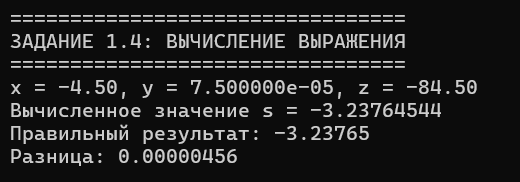 =================================
ЗАДАНИЕ 1.4: ВЫЧИСЛЕНИЕ ВЫРАЖЕНИЯ
=================================
x = -4.50, y = 7.500000e-05, z = -84.50
Вычисленное значение s = -3.23764544
Правильный результат: -3.23765
Разница: 0.00000456